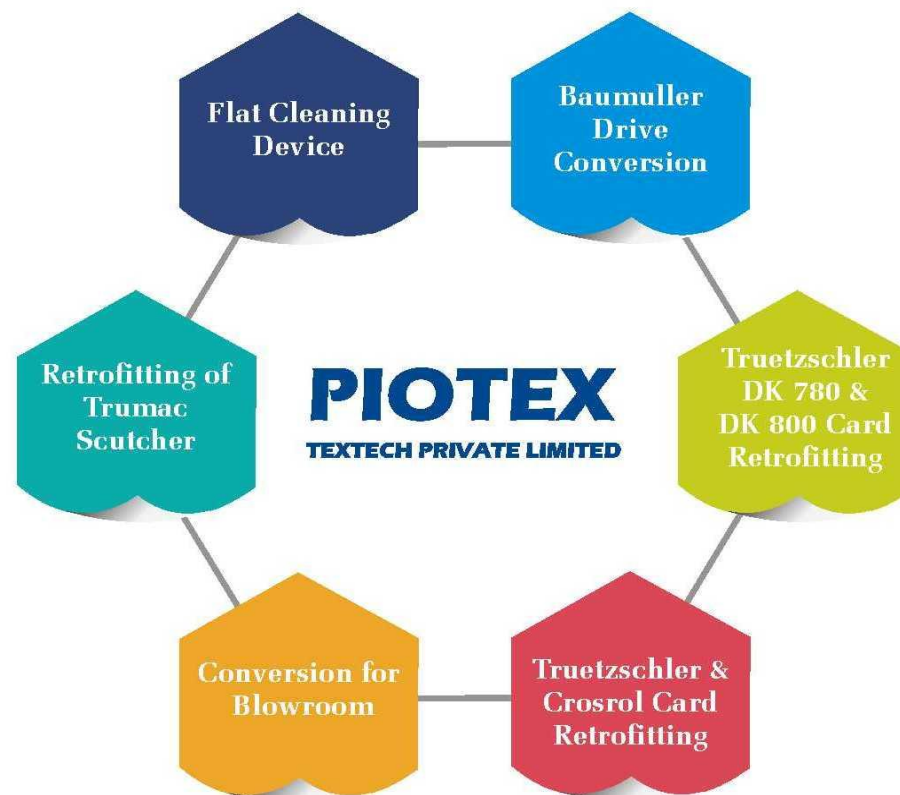 Flat Cleaning
Device
Baumuller
Drive
Conversion
Retrofitting of
Trumac
Scutcher
PIOTEX
TEXTECH PRIVATE LIMITED
Truetzschler
DK 780 &
DK 800 Card
Retrofitting
Conversion for
Blowroom
Truetzschler &
Crosrol Card
Retrofitting